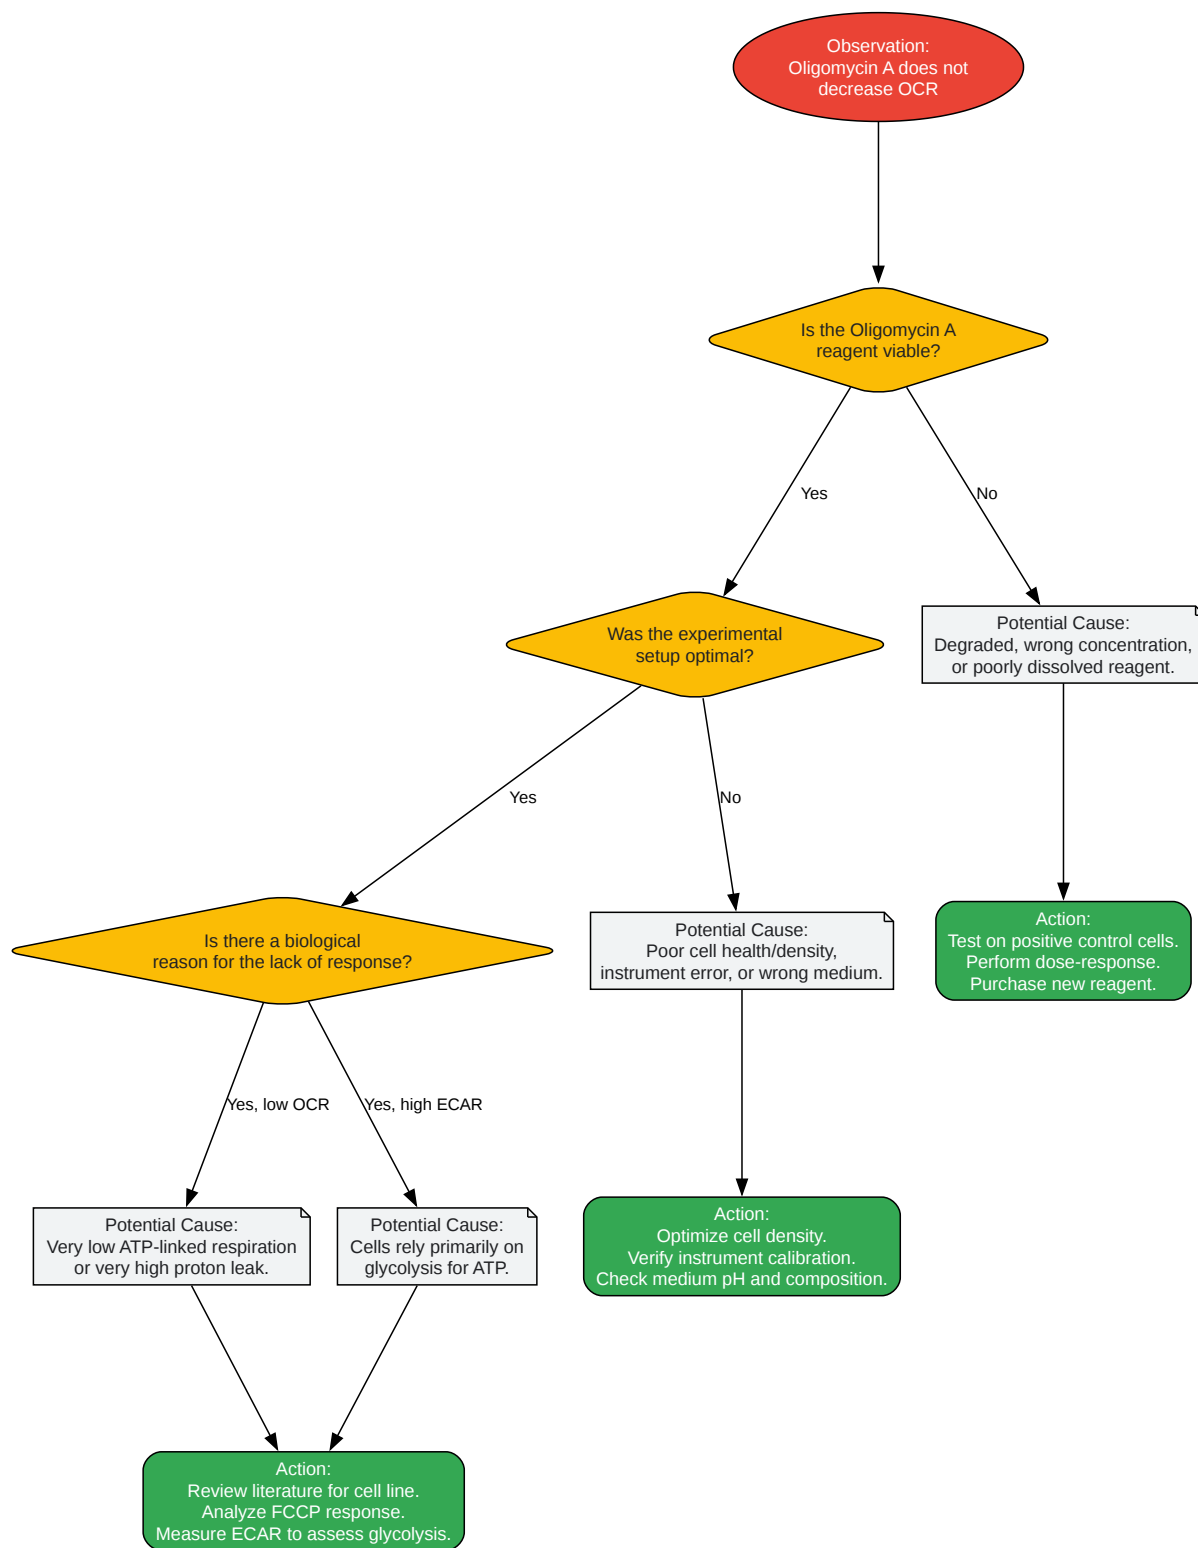 Observation:
Oligomycin A does not
decrease OCR
Is the Oligomycin A
reagent viable?
Yes
No
Was the experimental
setup optimal?
Potential Cause:
Degraded, wrong concentration,
or poorly dissolved reagent.
Yes
No
Is there a biological
reason for the lack of response?
Potential Cause:
Poor cell health/density,
instrument error, or wrong medium.
Action:
Test on positive control cells.
Perform dose-response.
Purchase new reagent.
Yes, low OCR
Yes, high ECAR
Potential Cause:
Very low ATP-linked respiration
or very high proton leak.
Potential Cause:
Cells rely primarily on
glycolysis for ATP.
Action:
Optimize cell density.
Verify instrument calibration.
Check medium pH and composition.
Action:
Review literature for cell line.
Analyze FCCP response.
Measure ECAR to assess glycolysis.